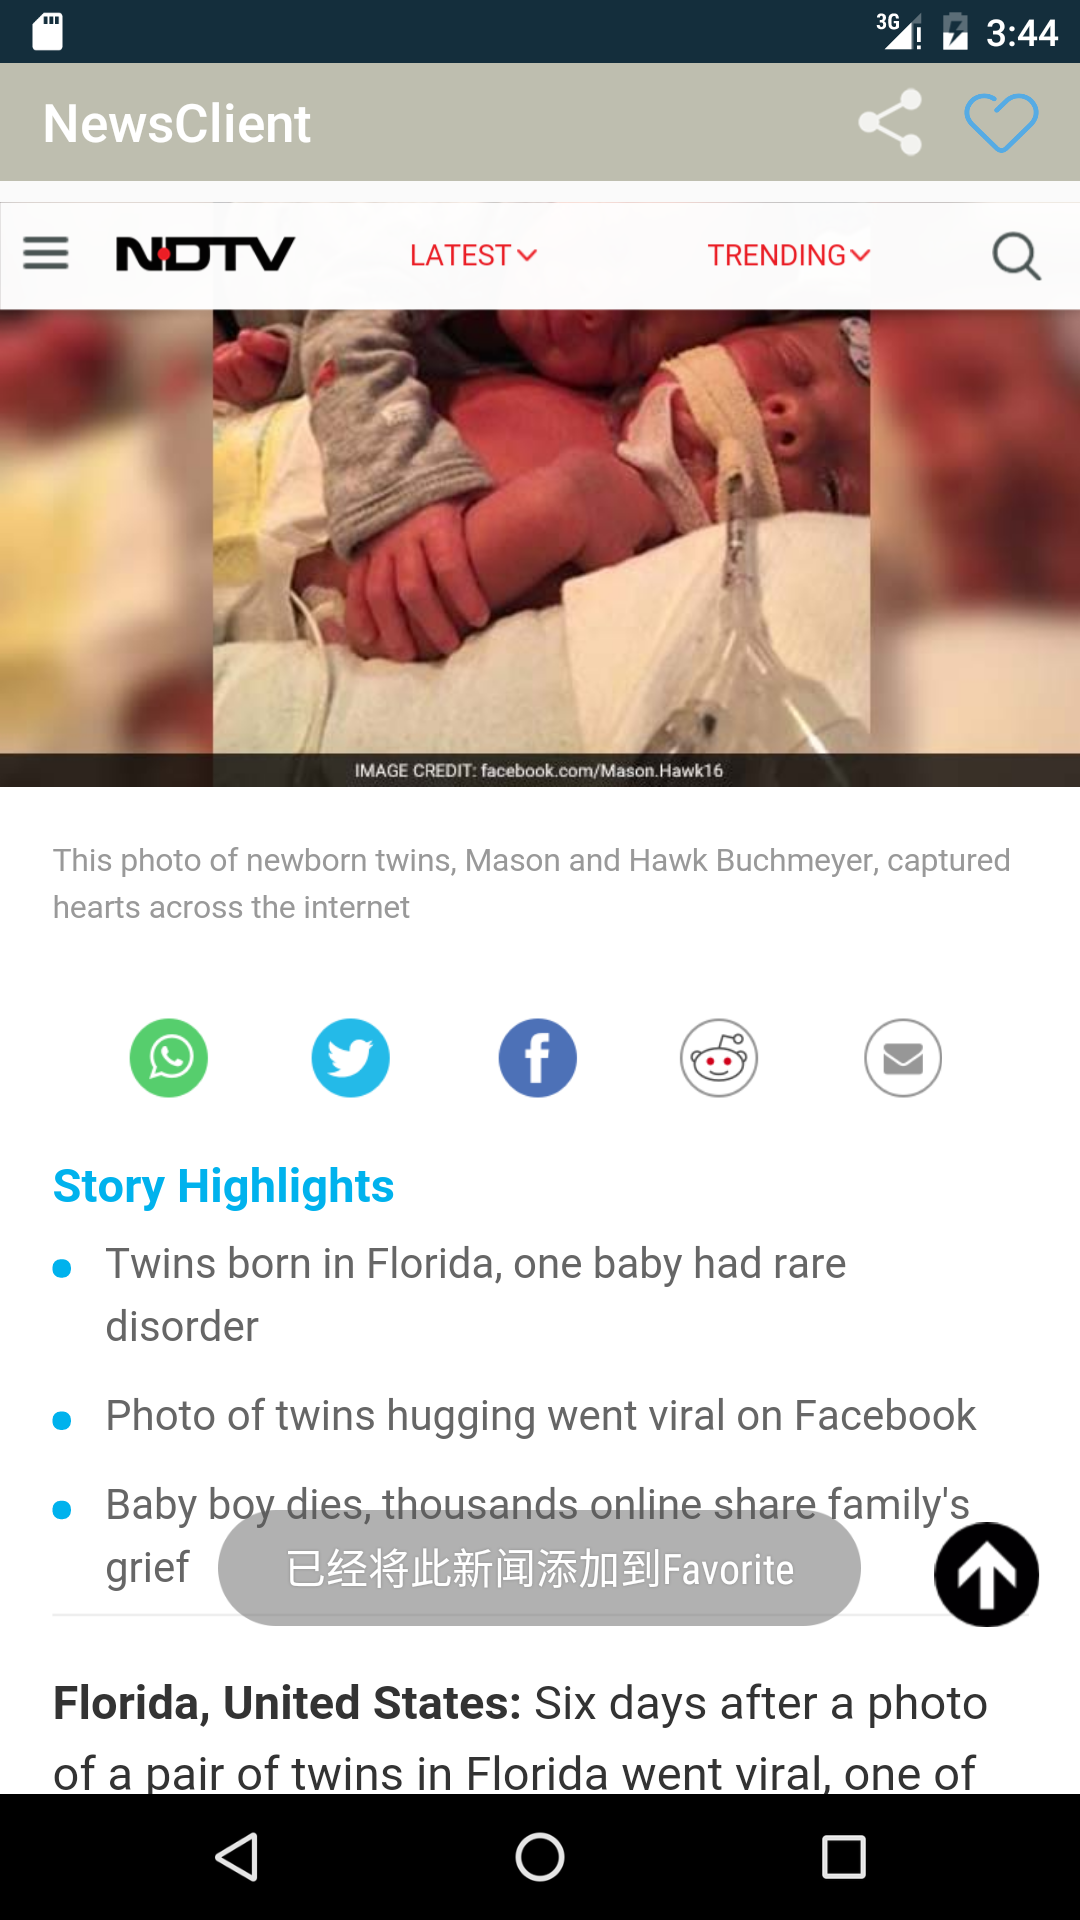 3G 3:44
NewsClient
NDTV LATEST TRENDING
IMAGE CREDIT: facebook.com/Mason.Hawk16
This photo of newborn twins, Mason and Hawk Buchmeyer, captured
hearts across the internet
Story Highlights
Twins born in Florida, one baby had rare
disorder
Photo of twins hugging went viral on Facebook
Baby boy dies, thousands online share family's
grief
已经将此新闻添加到Favorite
Florida, United States: Six days after a photo
of a pair of twins in Florida went viral, one of